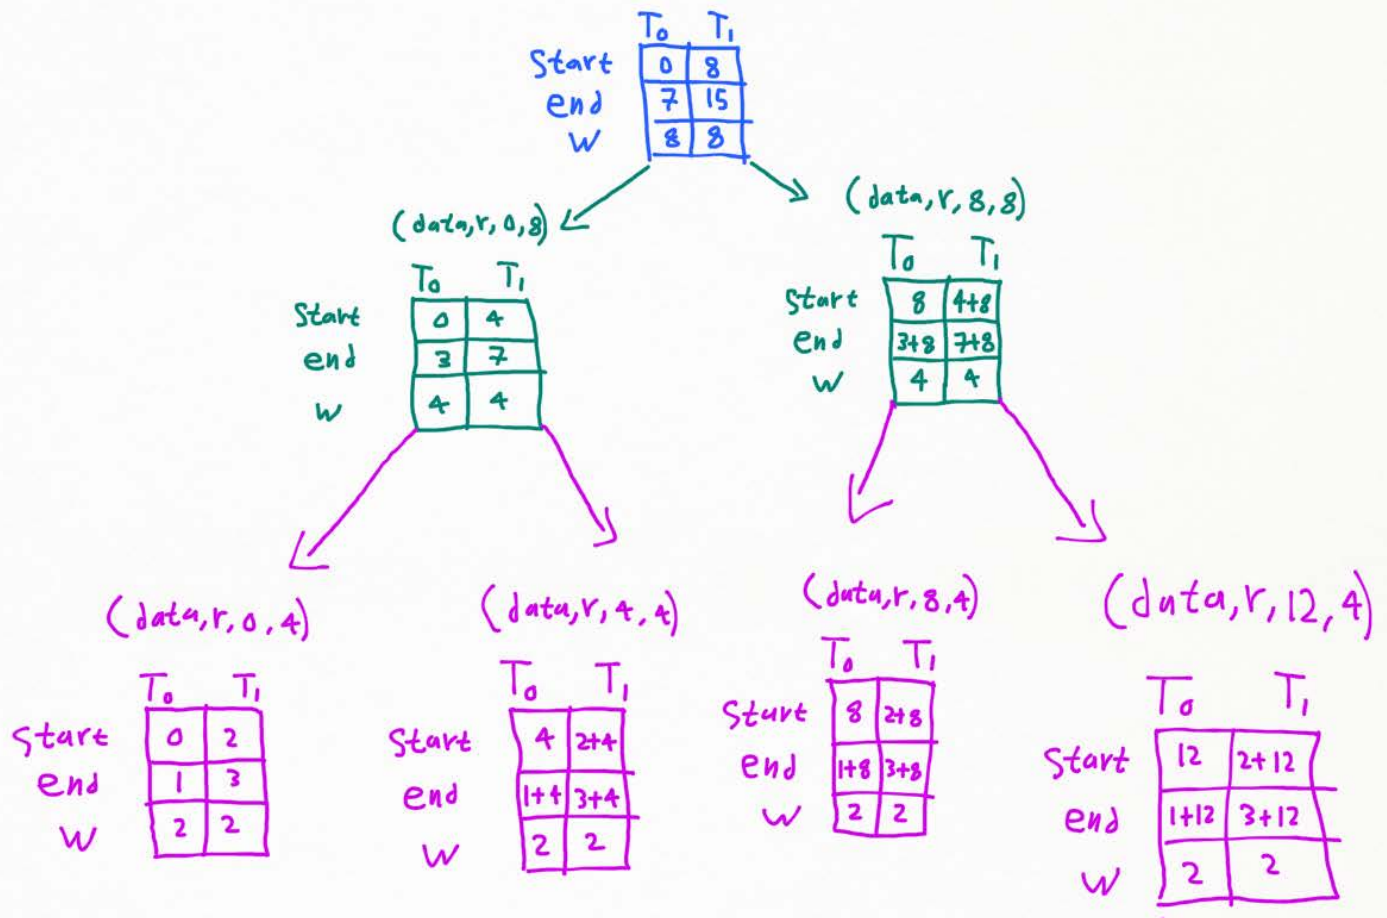 T₀ T₁
Start 0 8
end 7 15
W 8 8
(data,r,0,8)
T₀ T₁
Start 0 4
end 3 7
W 4 4
(data,r,8,8)
T₀ T₁
Start 8 4+8
end 3+8 7+8
W 4 4
(data,r,0,4)
T₀ T₁
Start 0 2
end 1 3
W 2 2
(data,r,4,4)
T₀ T₁
Start 4 2+4
end 1+4 3+4
W 2 2
(data,r,8,4)
T₀ T₁
Start 8 2+8
end 1+8 3+8
W 2 2
(data,r,12,4)
T₀ T₁
Start 12 2+12
end 1+12 3+12
W 2 2